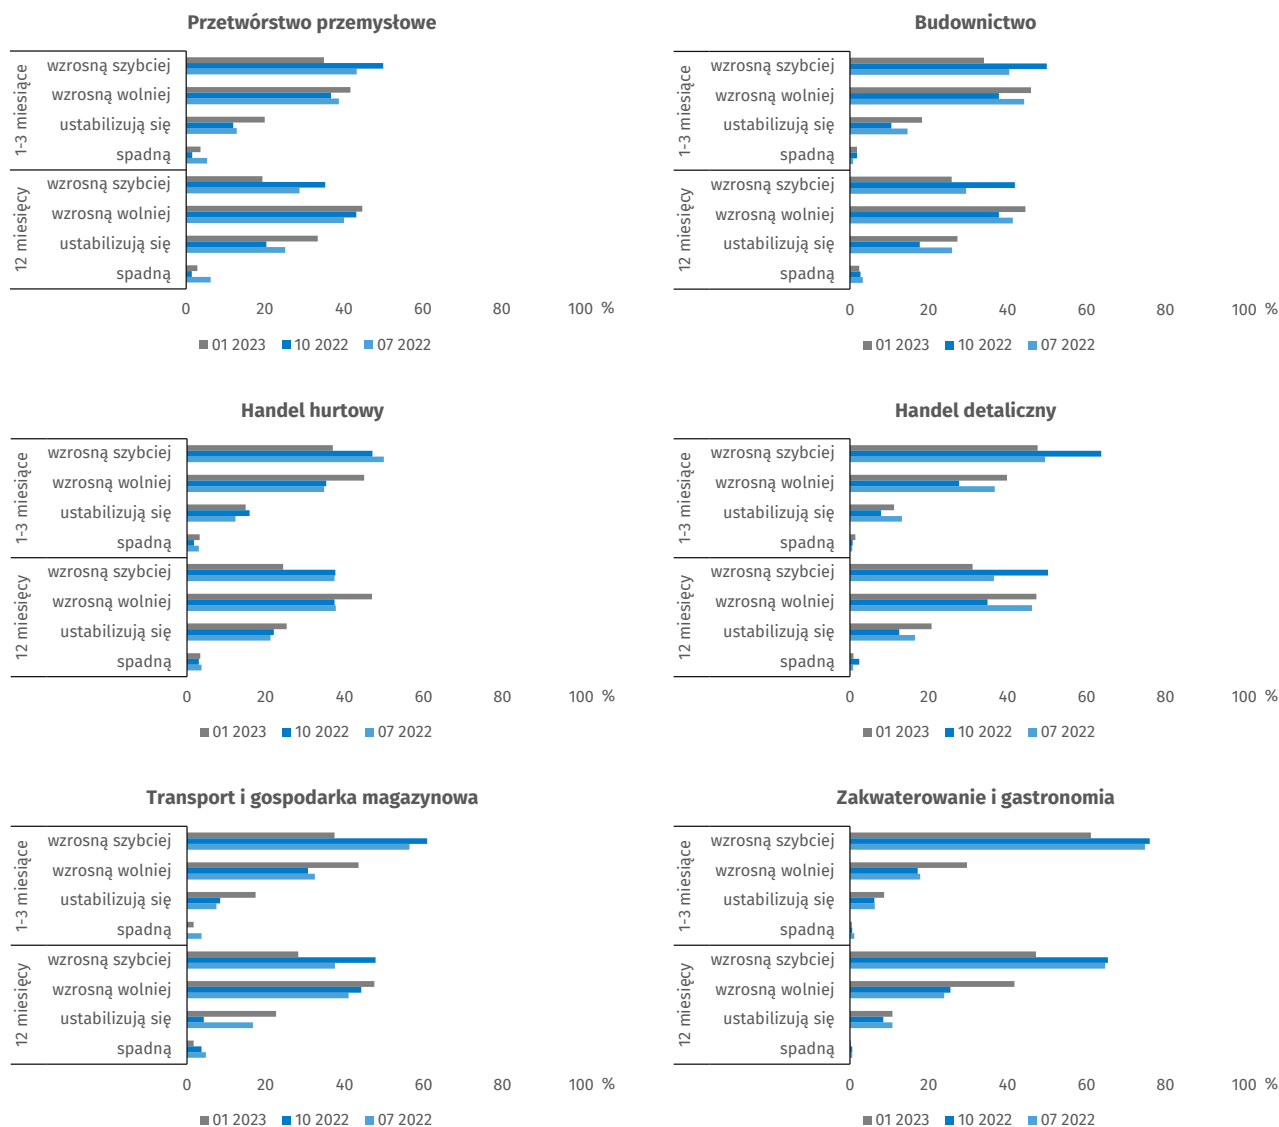 Przetwórstwo przemysłowe
1-3 miesiące
wzrosną szybciej
wzrosną wolniej
ustabilizują się
spadną
12 miesięcy
wzrosną szybciej
wzrosną wolniej
ustabilizują się
spadną
0 20 40 60 80 100 %
01 2023 10 2022 07 2022
Budownictwo
1-3 miesiące
wzrosną szybciej
wzrosną wolniej
ustabilizują się
spadną
12 miesięcy
wzrosną szybciej
wzrosną wolniej
ustabilizują się
spadną
0 20 40 60 80 100 %
01 2023 10 2022 07 2022
Handel hurtowy
1-3 miesiące
wzrosną szybciej
wzrosną wolniej
ustabilizują się
spadną
12 miesięcy
wzrosną szybciej
wzrosną wolniej
ustabilizują się
spadną
0 20 40 60 80 100 %
01 2023 10 2022 07 2022
Handel detaliczny
1-3 miesiące
wzrosną szybciej
wzrosną wolniej
ustabilizują się
spadną
12 miesięcy
wzrosną szybciej
wzrosną wolniej
ustabilizują się
spadną
0 20 40 60 80 100 %
01 2023 10 2022 07 2022
Transport i gospodarka magazynowa
1-3 miesiące
wzrosną szybciej
wzrosną wolniej
ustabilizują się
spadną
12 miesięcy
wzrosną szybciej
wzrosną wolniej
ustabilizują się
spadną
0 20 40 60 80 100 %
01 2023 10 2022 07 2022
Zakwaterowanie i gastronomia
1-3 miesiące
wzrosną szybciej
wzrosną wolniej
ustabilizują się
spadną
12 miesięcy
wzrosną szybciej
wzrosną wolniej
ustabilizują się
spadną
0 20 40 60 80 100 %
01 2023 10 2022 07 2022